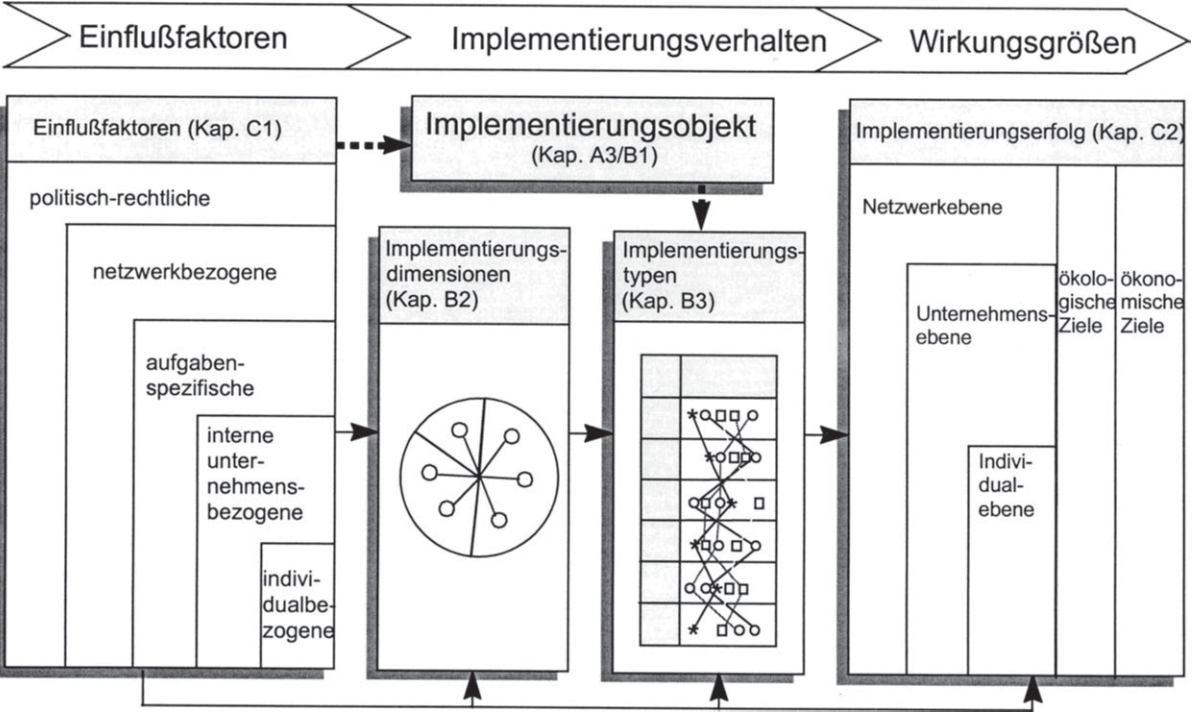 Einflußfaktoren
Implementierungsverhalten
Wirkungsgrößen
Einflußfaktoren (Kap. C1)
politisch-rechtliche
netzwerkbezogene
aufgaben-
spezifische
interne
unter-
nehmens-
bezogene
indivi-
dualbe-
zogene
Implementierungsobjekt
(Kap. A3/B1)
Implementierungs-
dimensionen
(Kap. B2)
Implementierungs-
typen
(Kap. B3)
Implementierungserfolg (Kap. C2)
Netzwerkebene
Unternehmens-
ebene
Indivi-
dual-
ebene
ökolo-
gische
Ziele
ökono-
mische
Ziele